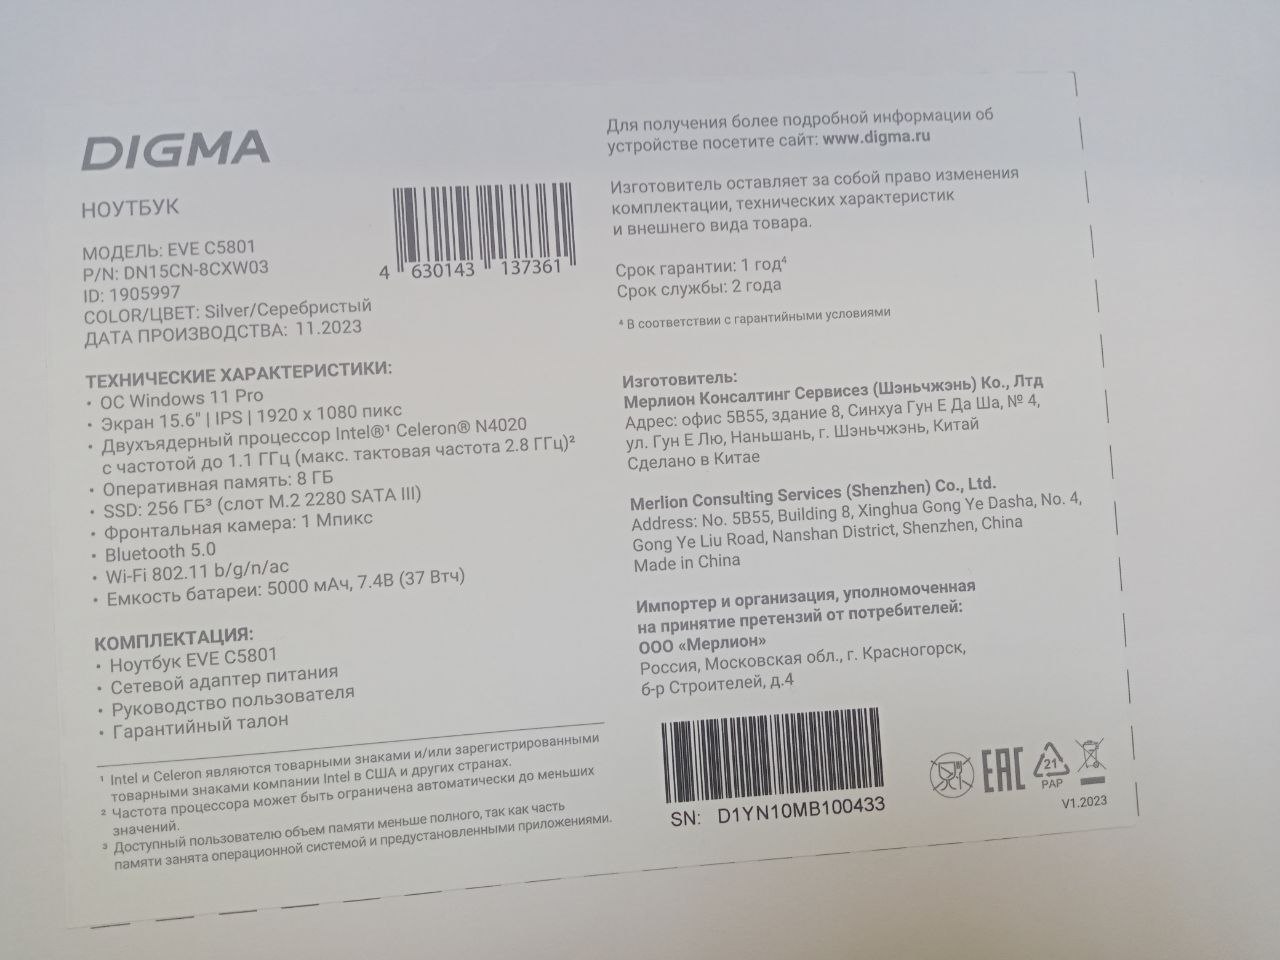 DIGMA
НОУТБУК
МОДЕЛЬ: EVE C5801
P/N: DN15CN-8CXW03
ID: 1905997
COLOR/ЦВЕТ: Silver/Серебристый
ДАТА ПРОИЗВОДСТВА: 11.2023
4 630143 137361
ТЕХНИЧЕСКИЕ ХАРАКТЕРИСТИКИ:
• ОС Windows 11 Pro
• Экран 15.6" | IPS | 1920 x 1080 пикс
• Двухъядерный процессор Intel®¹ Celeron® N4020
с частотой до 1.1 ГГц (макс. тактовая частота 2.8 ГГц)²
• Оперативная память: 8 ГБ
• SSD: 256 ГБ³ (слот M.2 2280 SATA III)
• Фронтальная камера: 1 Мпикс
• Bluetooth 5.0
• Wi-Fi 802.11 b/g/n/ac
• Емкость батареи: 5000 мАч, 7.4В (37 Втч)
КОМПЛЕКТАЦИЯ:
• Ноутбук EVE C5801
• Сетевой адаптер питания
• Руководство пользователя
• Гарантийный талон
¹ Intel и Celeron являются товарными знаками и/или зарегистрированными
товарными знаками компании Intel в США и других странах.
² Частота процессора может быть ограничена автоматически до меньших
значений.
³ Доступный пользователю объем памяти меньше полного, так как часть
памяти занята операционной системой и предустановленными приложениями.
Для получения более подробной информации об
устройстве посетите сайт: www.digma.ru
Изготовитель оставляет за собой право изменения
комплектации, технических характеристик
и внешнего вида товара.
Срок гарантии: 1 год⁴
Срок службы: 2 года
⁴ В соответствии с гарантийными условиями
Изготовитель:
Мерлион Консалтинг Сервисез (Шэньчжэнь) Ко., Лтд
Адрес: офис 5В55, здание 8, Синхуа Гун Е Да Ша, № 4,
ул. Гун Е Лю, Наньшань, г. Шэньчжэнь, Китай
Сделано в Китае
Merlion Consulting Services (Shenzhen) Co., Ltd.
Address: No. 5B55, Building 8, Xinghua Gong Ye Dasha, No. 4,
Gong Ye Liu Road, Nanshan District, Shenzhen, China
Made in China
Импортер и организация, уполномоченная
на принятие претензий от потребителей:
ООО «Мерлион»
Россия, Московская обл., г. Красногорск,
б-р Строителей, д.4
SN: D1YN10MB100433
EAC
21
PAP
V1.2023